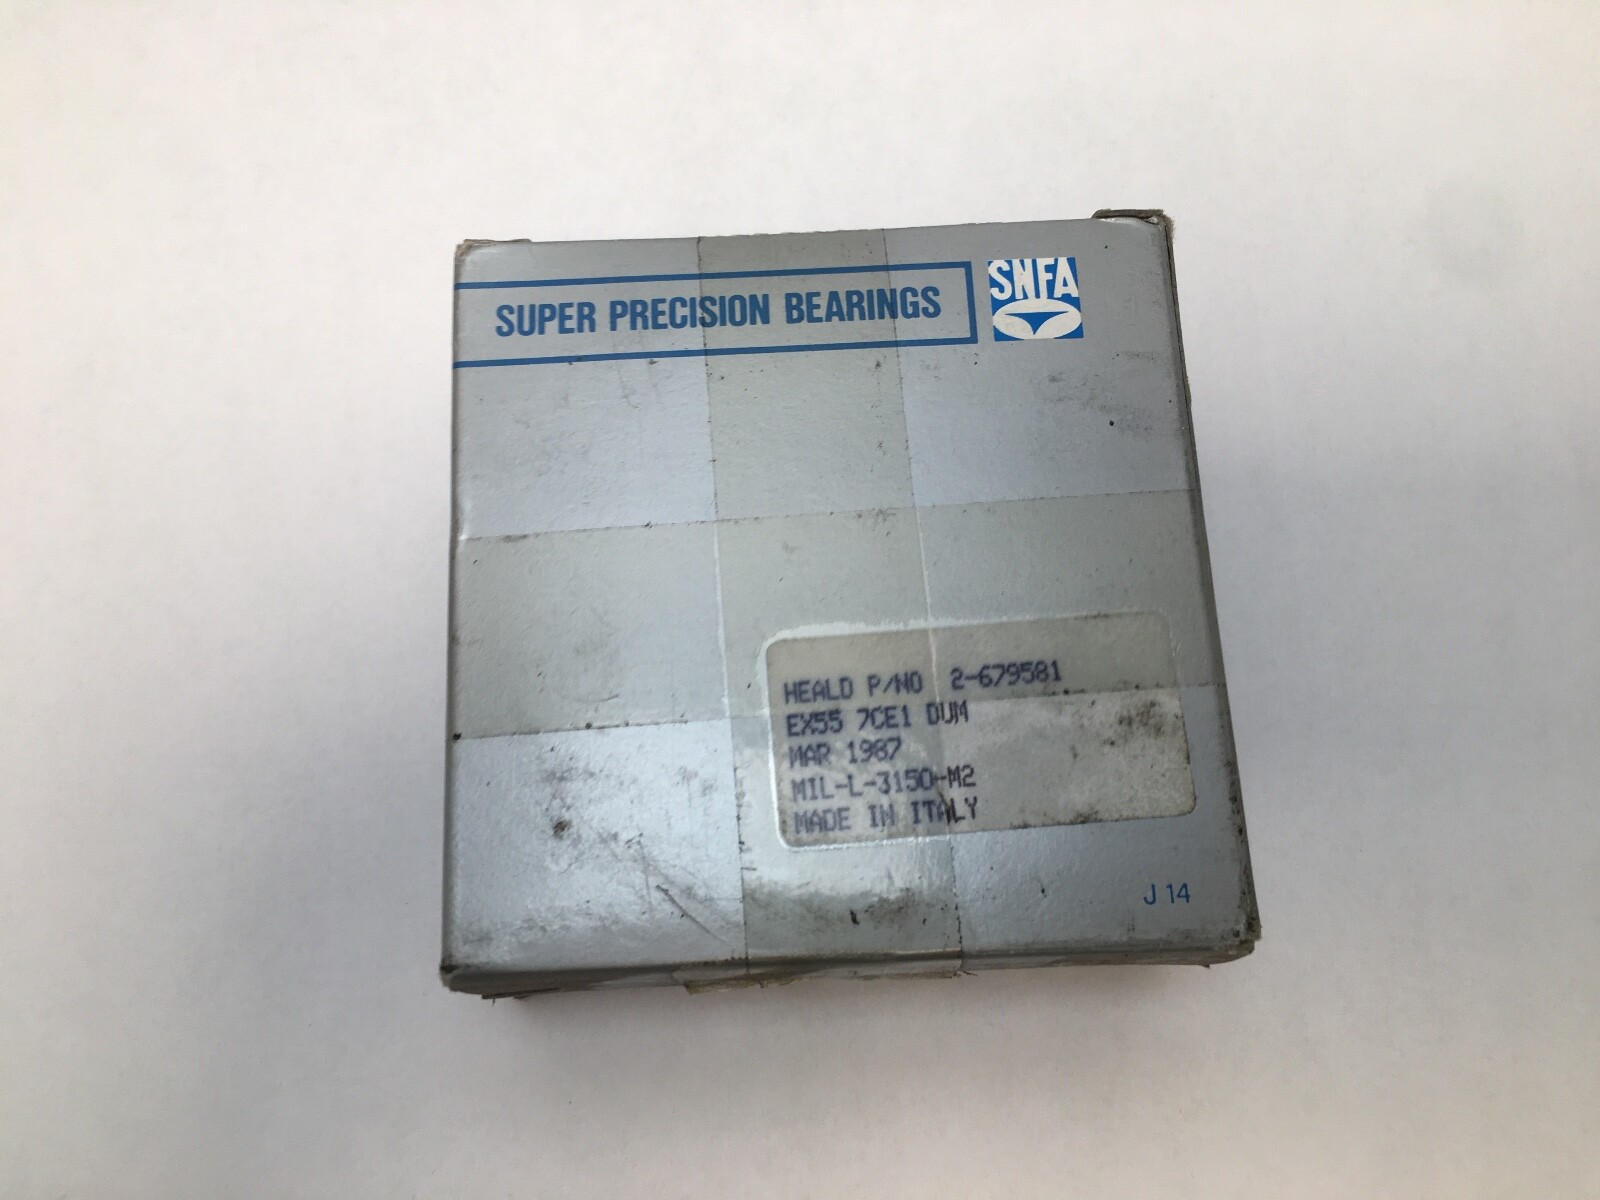 SUPER PRECISION BEARINGS
SNFA
HEALD P/NO 2-679581
EX55 7CE1 DUM
MAR 1987
MIL-L-3150-M2
MADE IN ITALY
J 14